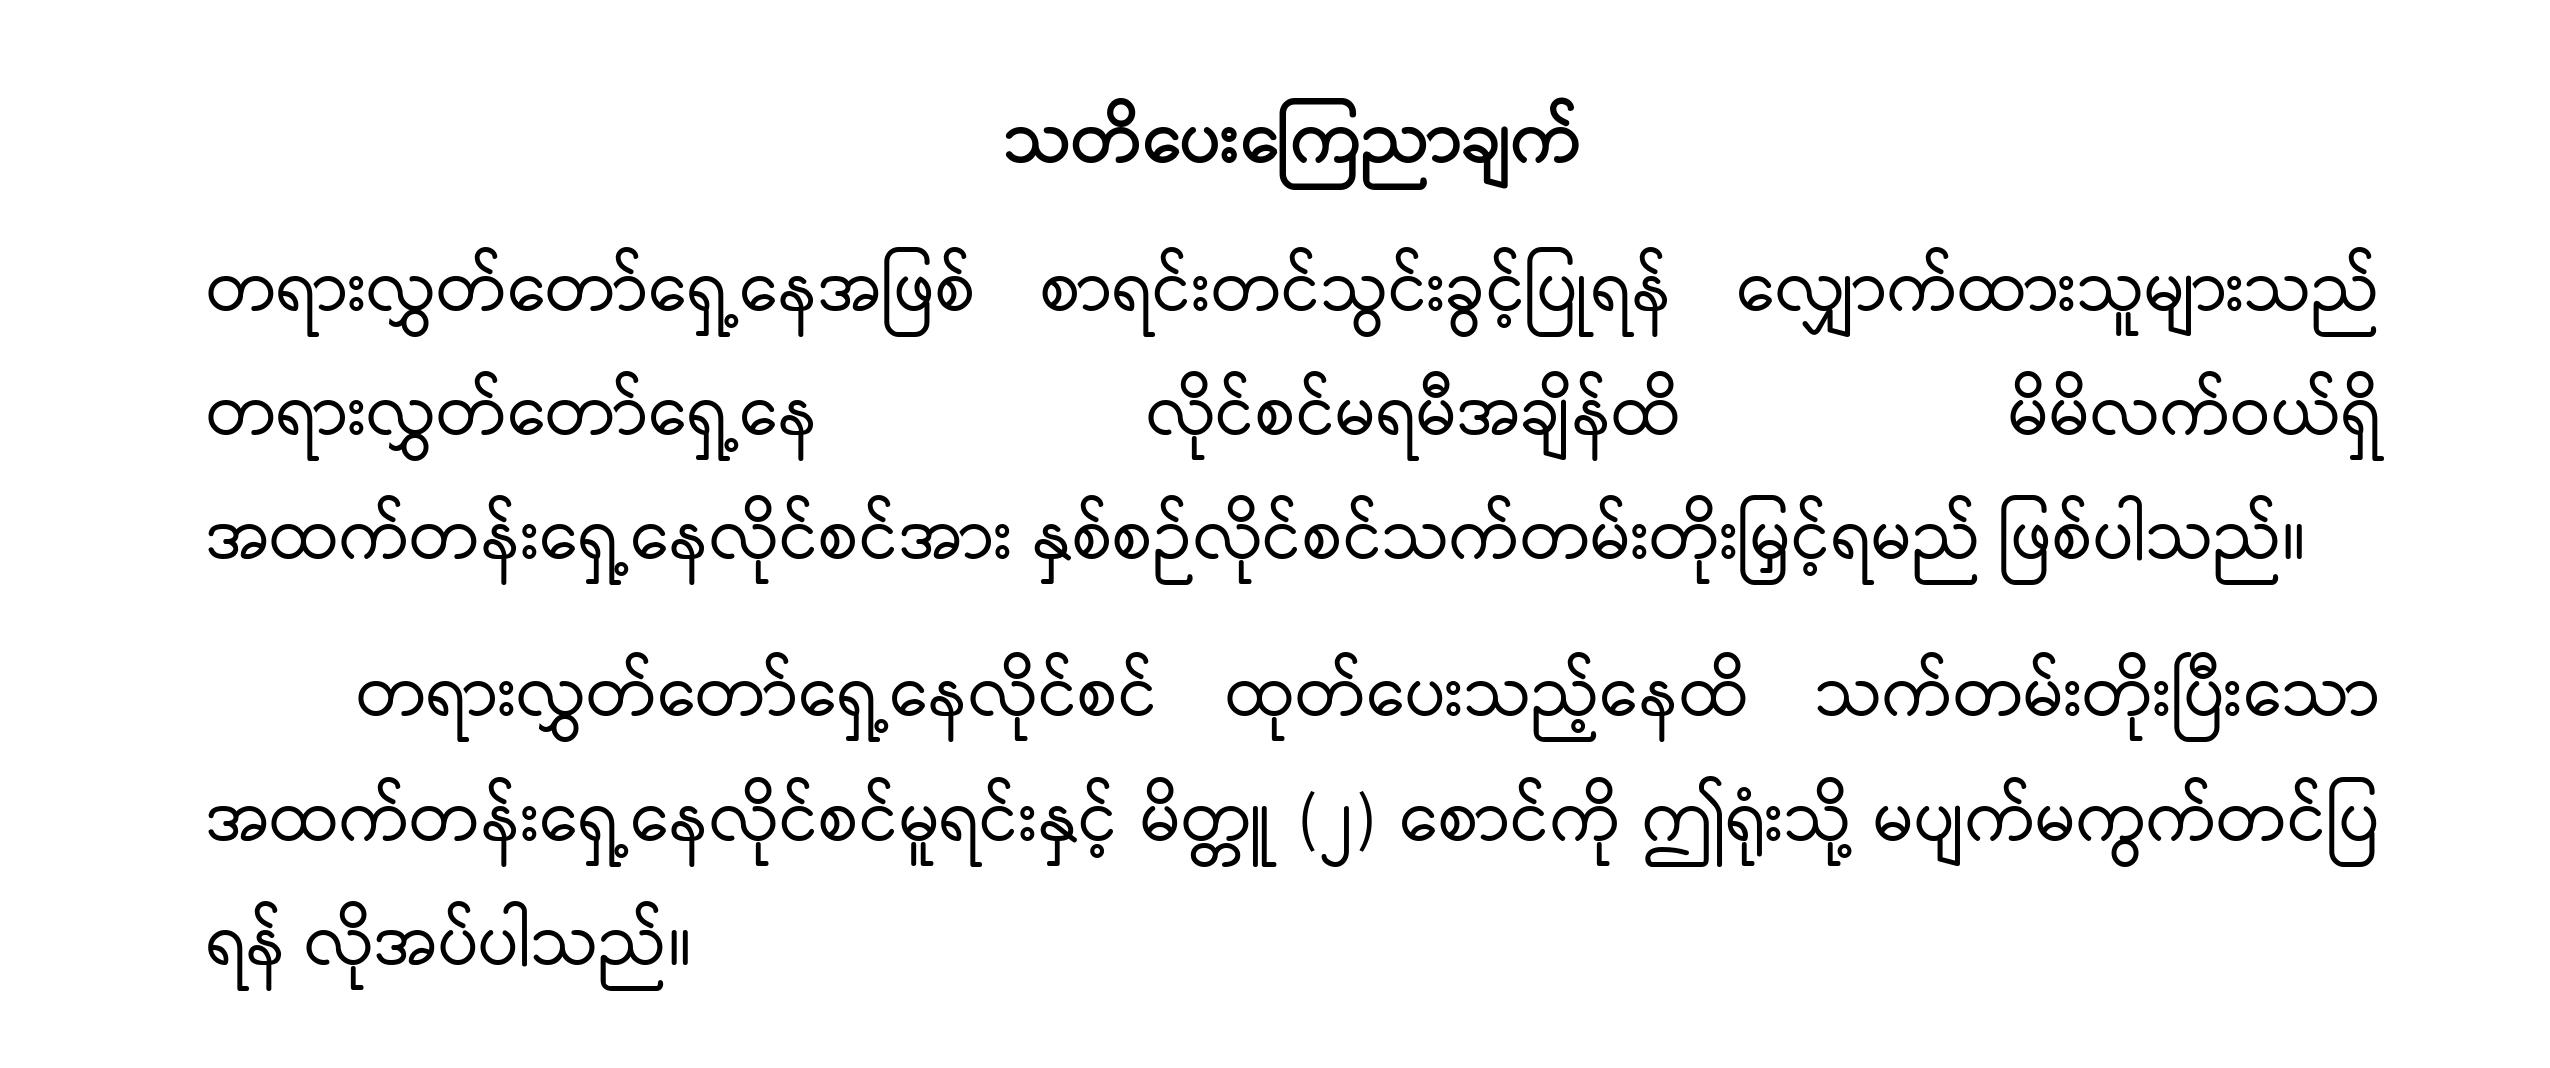 သတိပေးကြေညာချက်
တရားလွှတ်တော်ရှေ့နေအဖြစ် စာရင်းတင်သွင်းခွင့်ပြုရန် လျှောက်ထားသူများသည်
တရားလွှတ်တော်ရှေ့နေ လိုင်စင်မရမီအချိန်ထိ မိမိလက်ဝယ်ရှိ
အထက်တန်းရှေ့နေလိုင်စင်အား နှစ်စဉ်လိုင်စင်သက်တမ်းတိုးမြှင့်ရမည် ဖြစ်ပါသည်။
တရားလွှတ်တော်ရှေ့နေလိုင်စင် ထုတ်ပေးသည့်နေထိ သက်တမ်းတိုးပြီးသော
အထက်တန်းရှေ့နေလိုင်စင်မူရင်းနှင့် မိတ္တူ (၂) စောင်ကို ဤရုံးသို့ မပျက်မကွက်တင်ပြ
ရန် လိုအပ်ပါသည်။